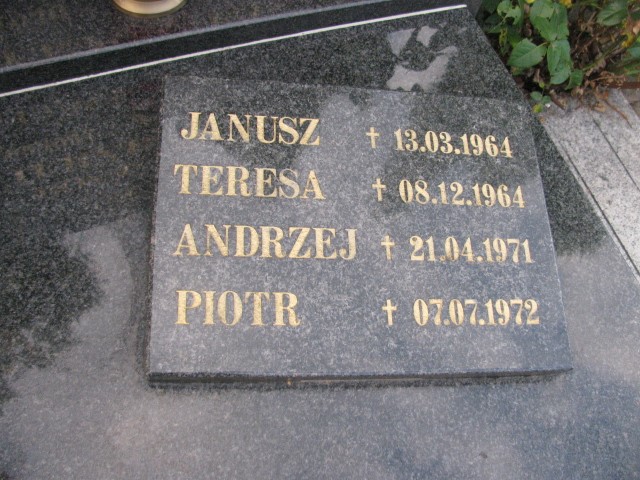 JANUSZ † 13.03.1964
TERESA † 08.12.1964
ANDRZEJ † 21.04.1971
PIOTR † 07.07.1972